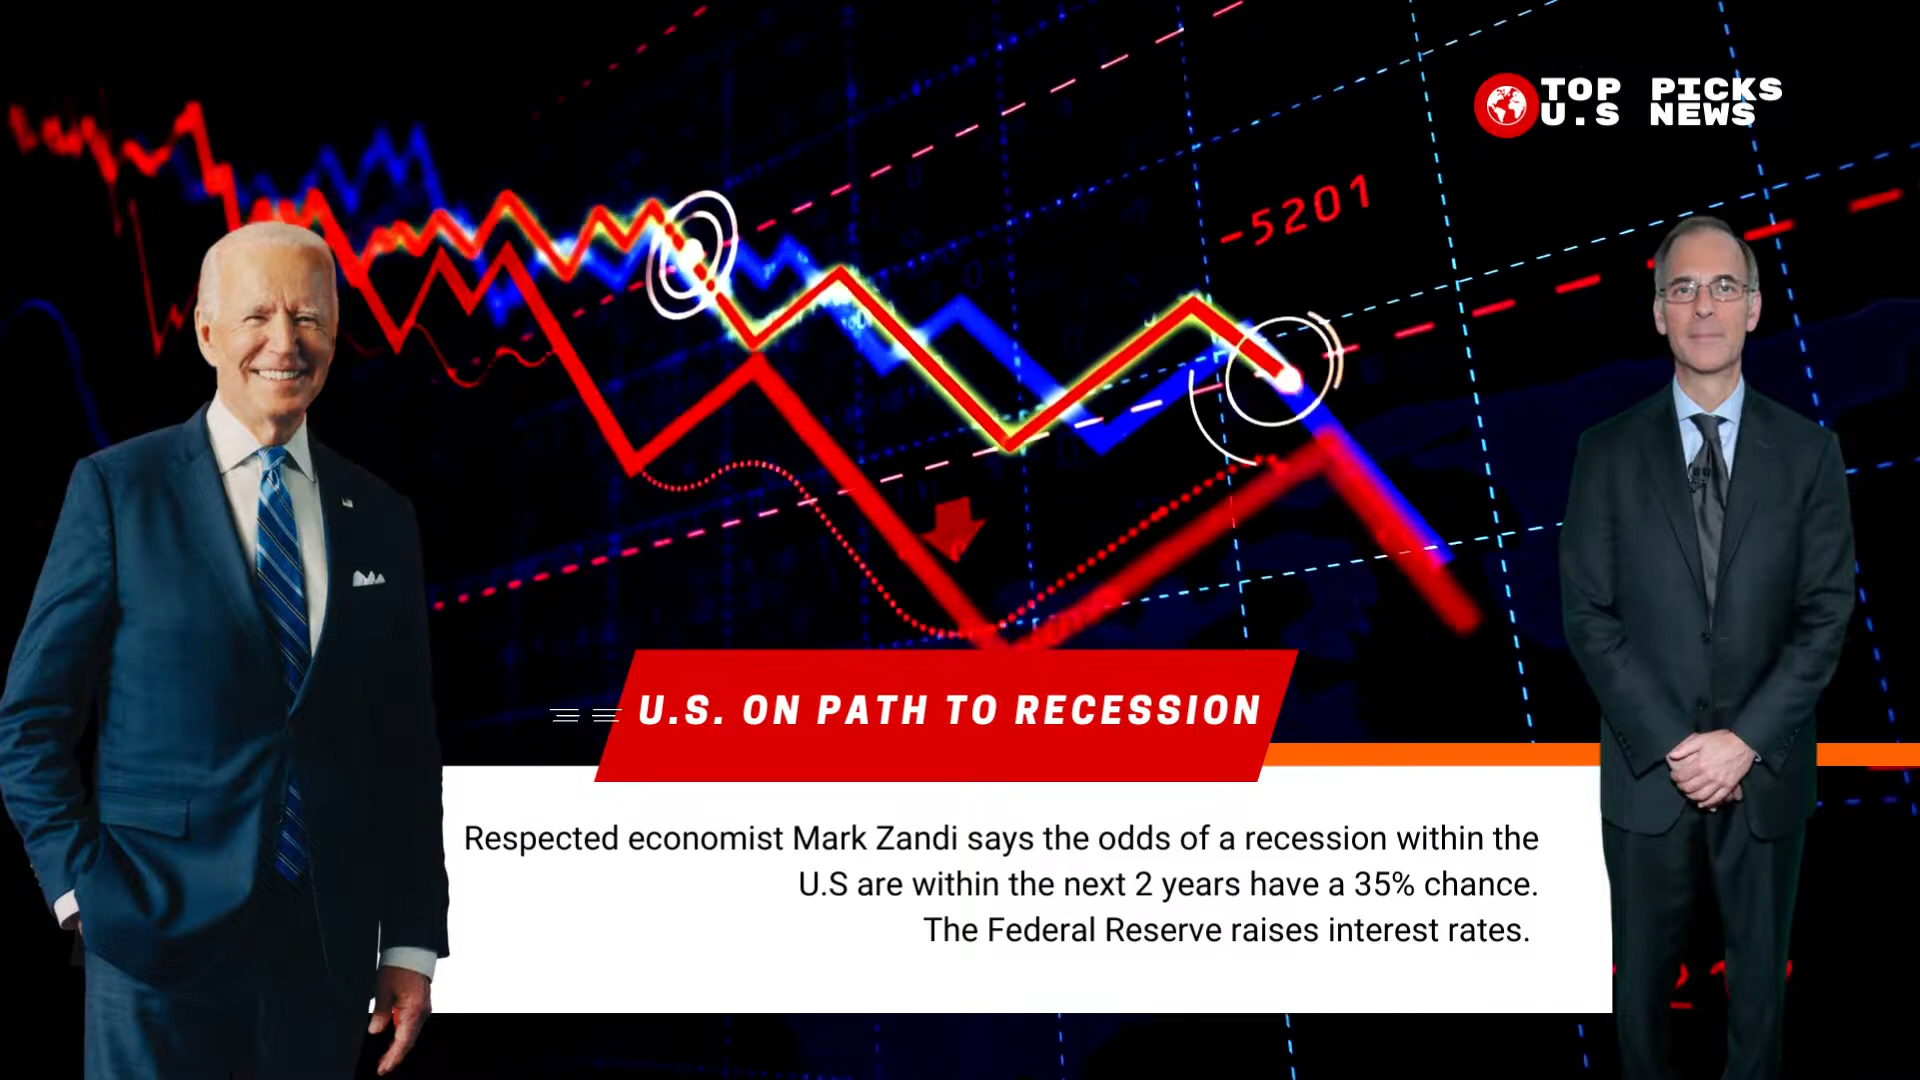 TOP PICKS
U.S NEWS
-5201
U.S. ON PATH TO RECESSION
Respected economist Mark Zandi says the odds of a recession within the
U.S are within the next 2 years have a 35% chance.
The Federal Reserve raises interest rates.